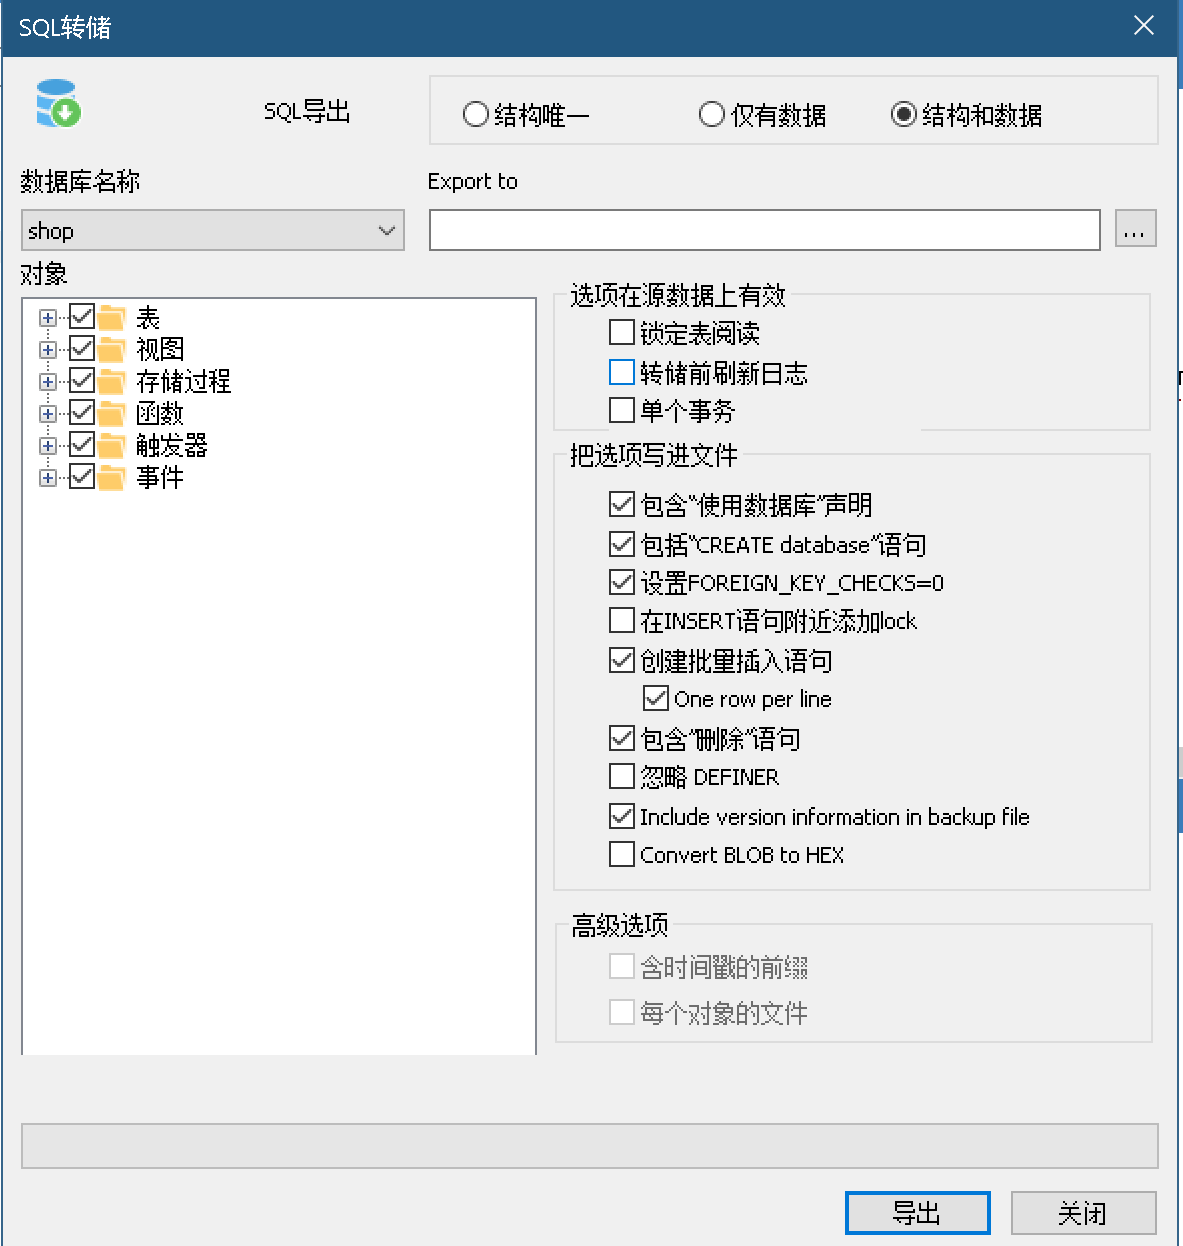 SQL转储
SQL导出
结构唯一
仅有数据
结构和数据
数据库名称
Export to
shop
...
对象
表
视图
存储过程
函数
触发器
事件
选项在源数据上有效
锁定表阅读
转储前刷新日志
单个事务
把选项写进文件
包含"使用数据库"声明
包括"CREATE database"语句
设置FOREIGN_KEY_CHECKS=0
在INSERT语句附近添加lock
创建批量插入语句
One row per line
包含"删除"语句
忽略 DEFINER
Include version information in backup file
Convert BLOB to HEX
高级选项
含时间戳的前缀
每个对象的文件
导出
关闭